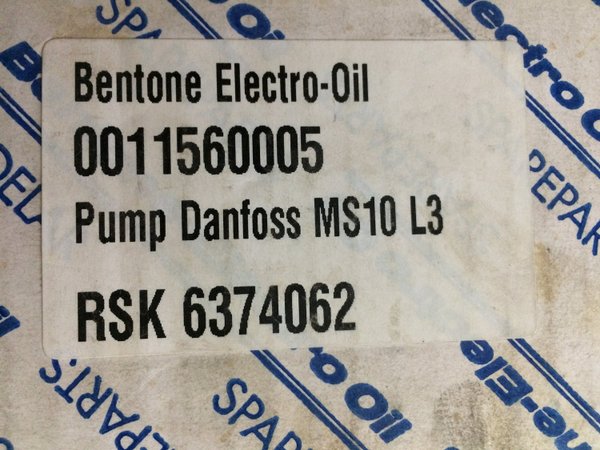 Bentone Electro-Oil
0011560005
Pump Danfoss MS10 L3
RSK 6374062